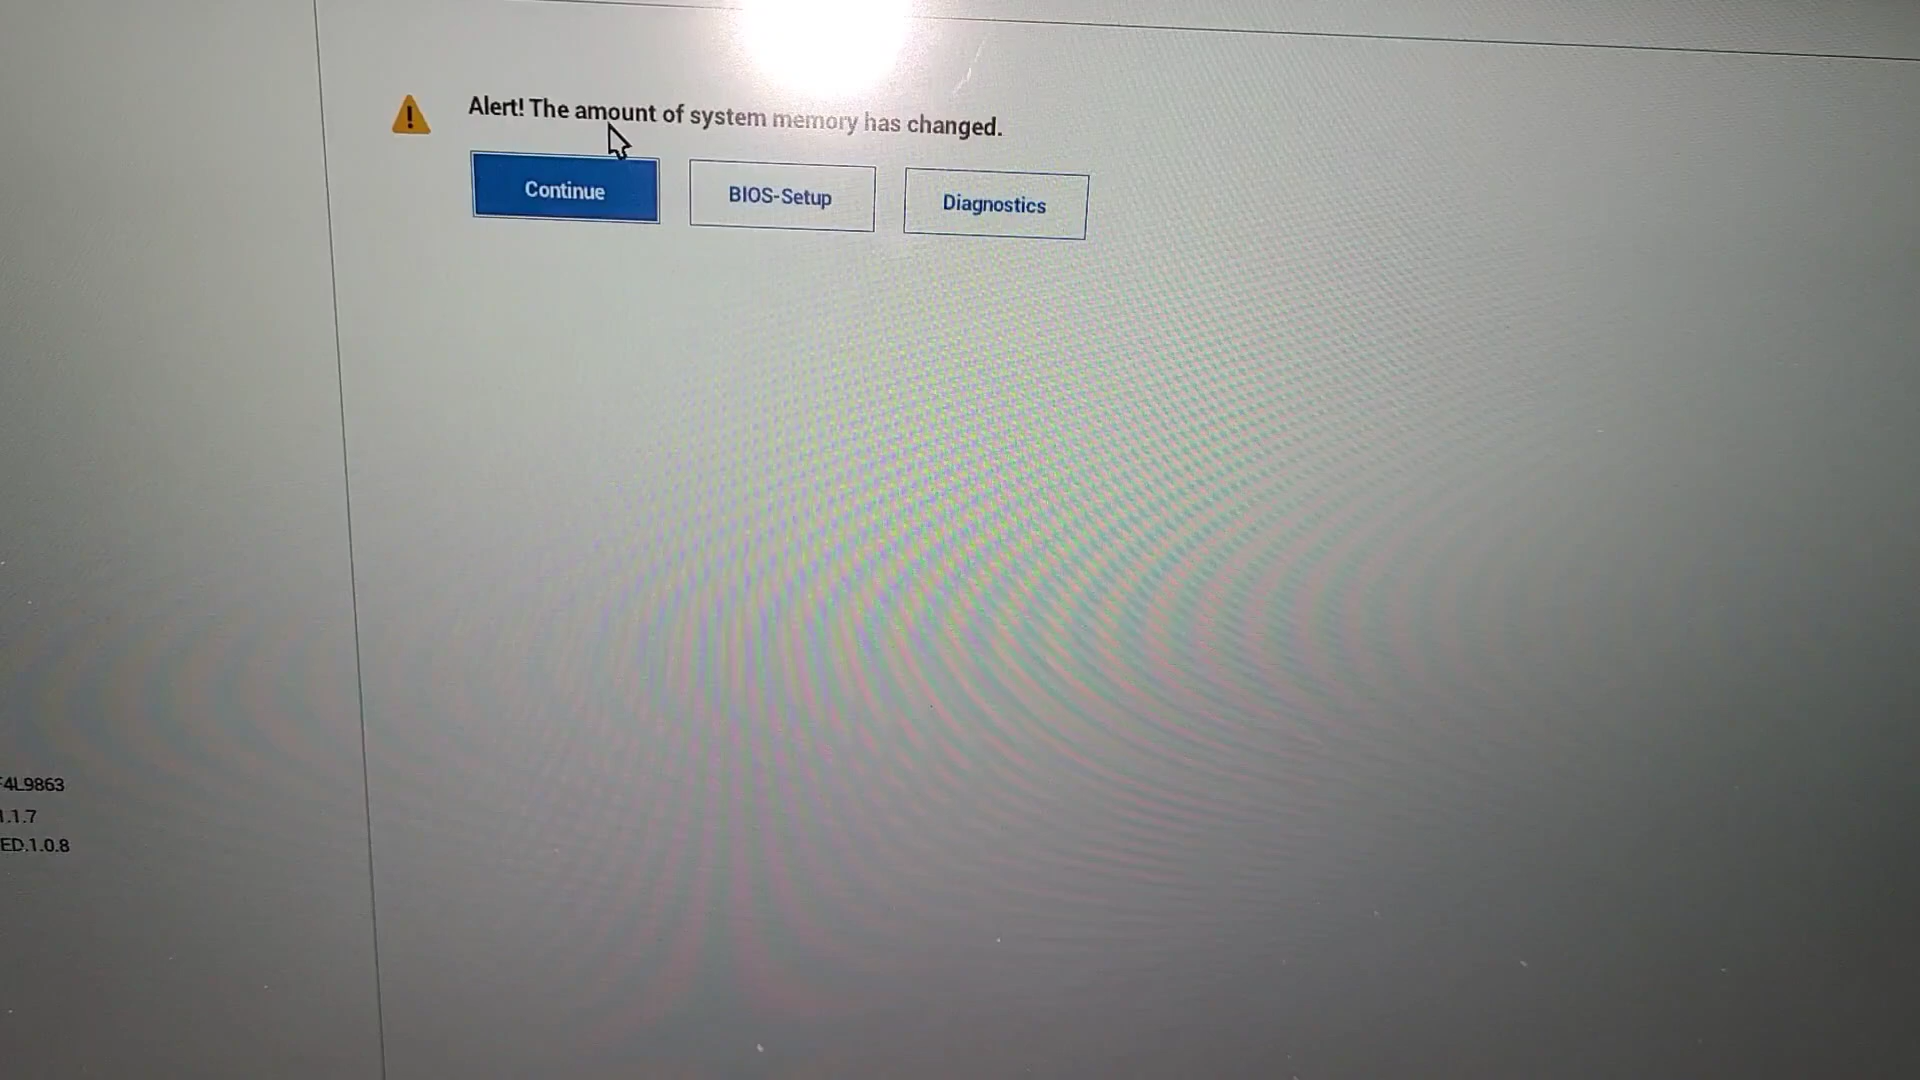 Alert! The amount of system memory has changed.
Continue
BIOS-Setup
Diagnostics
4L9863
1.1.7
ED.1.0.8